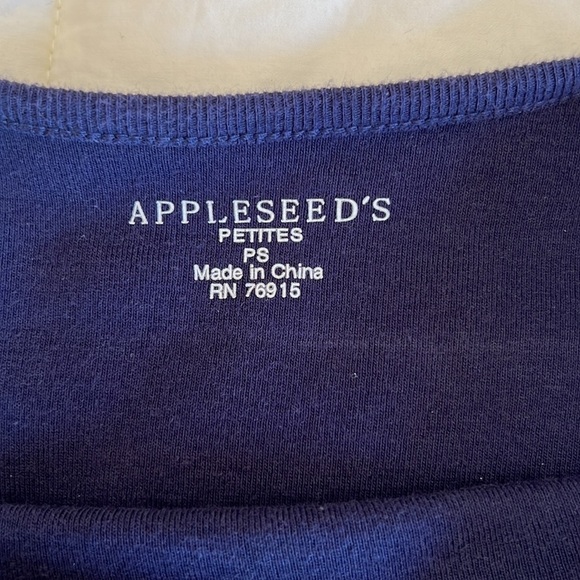 APPLESEED'S
PETITES
PS
Made in China
RN 76915